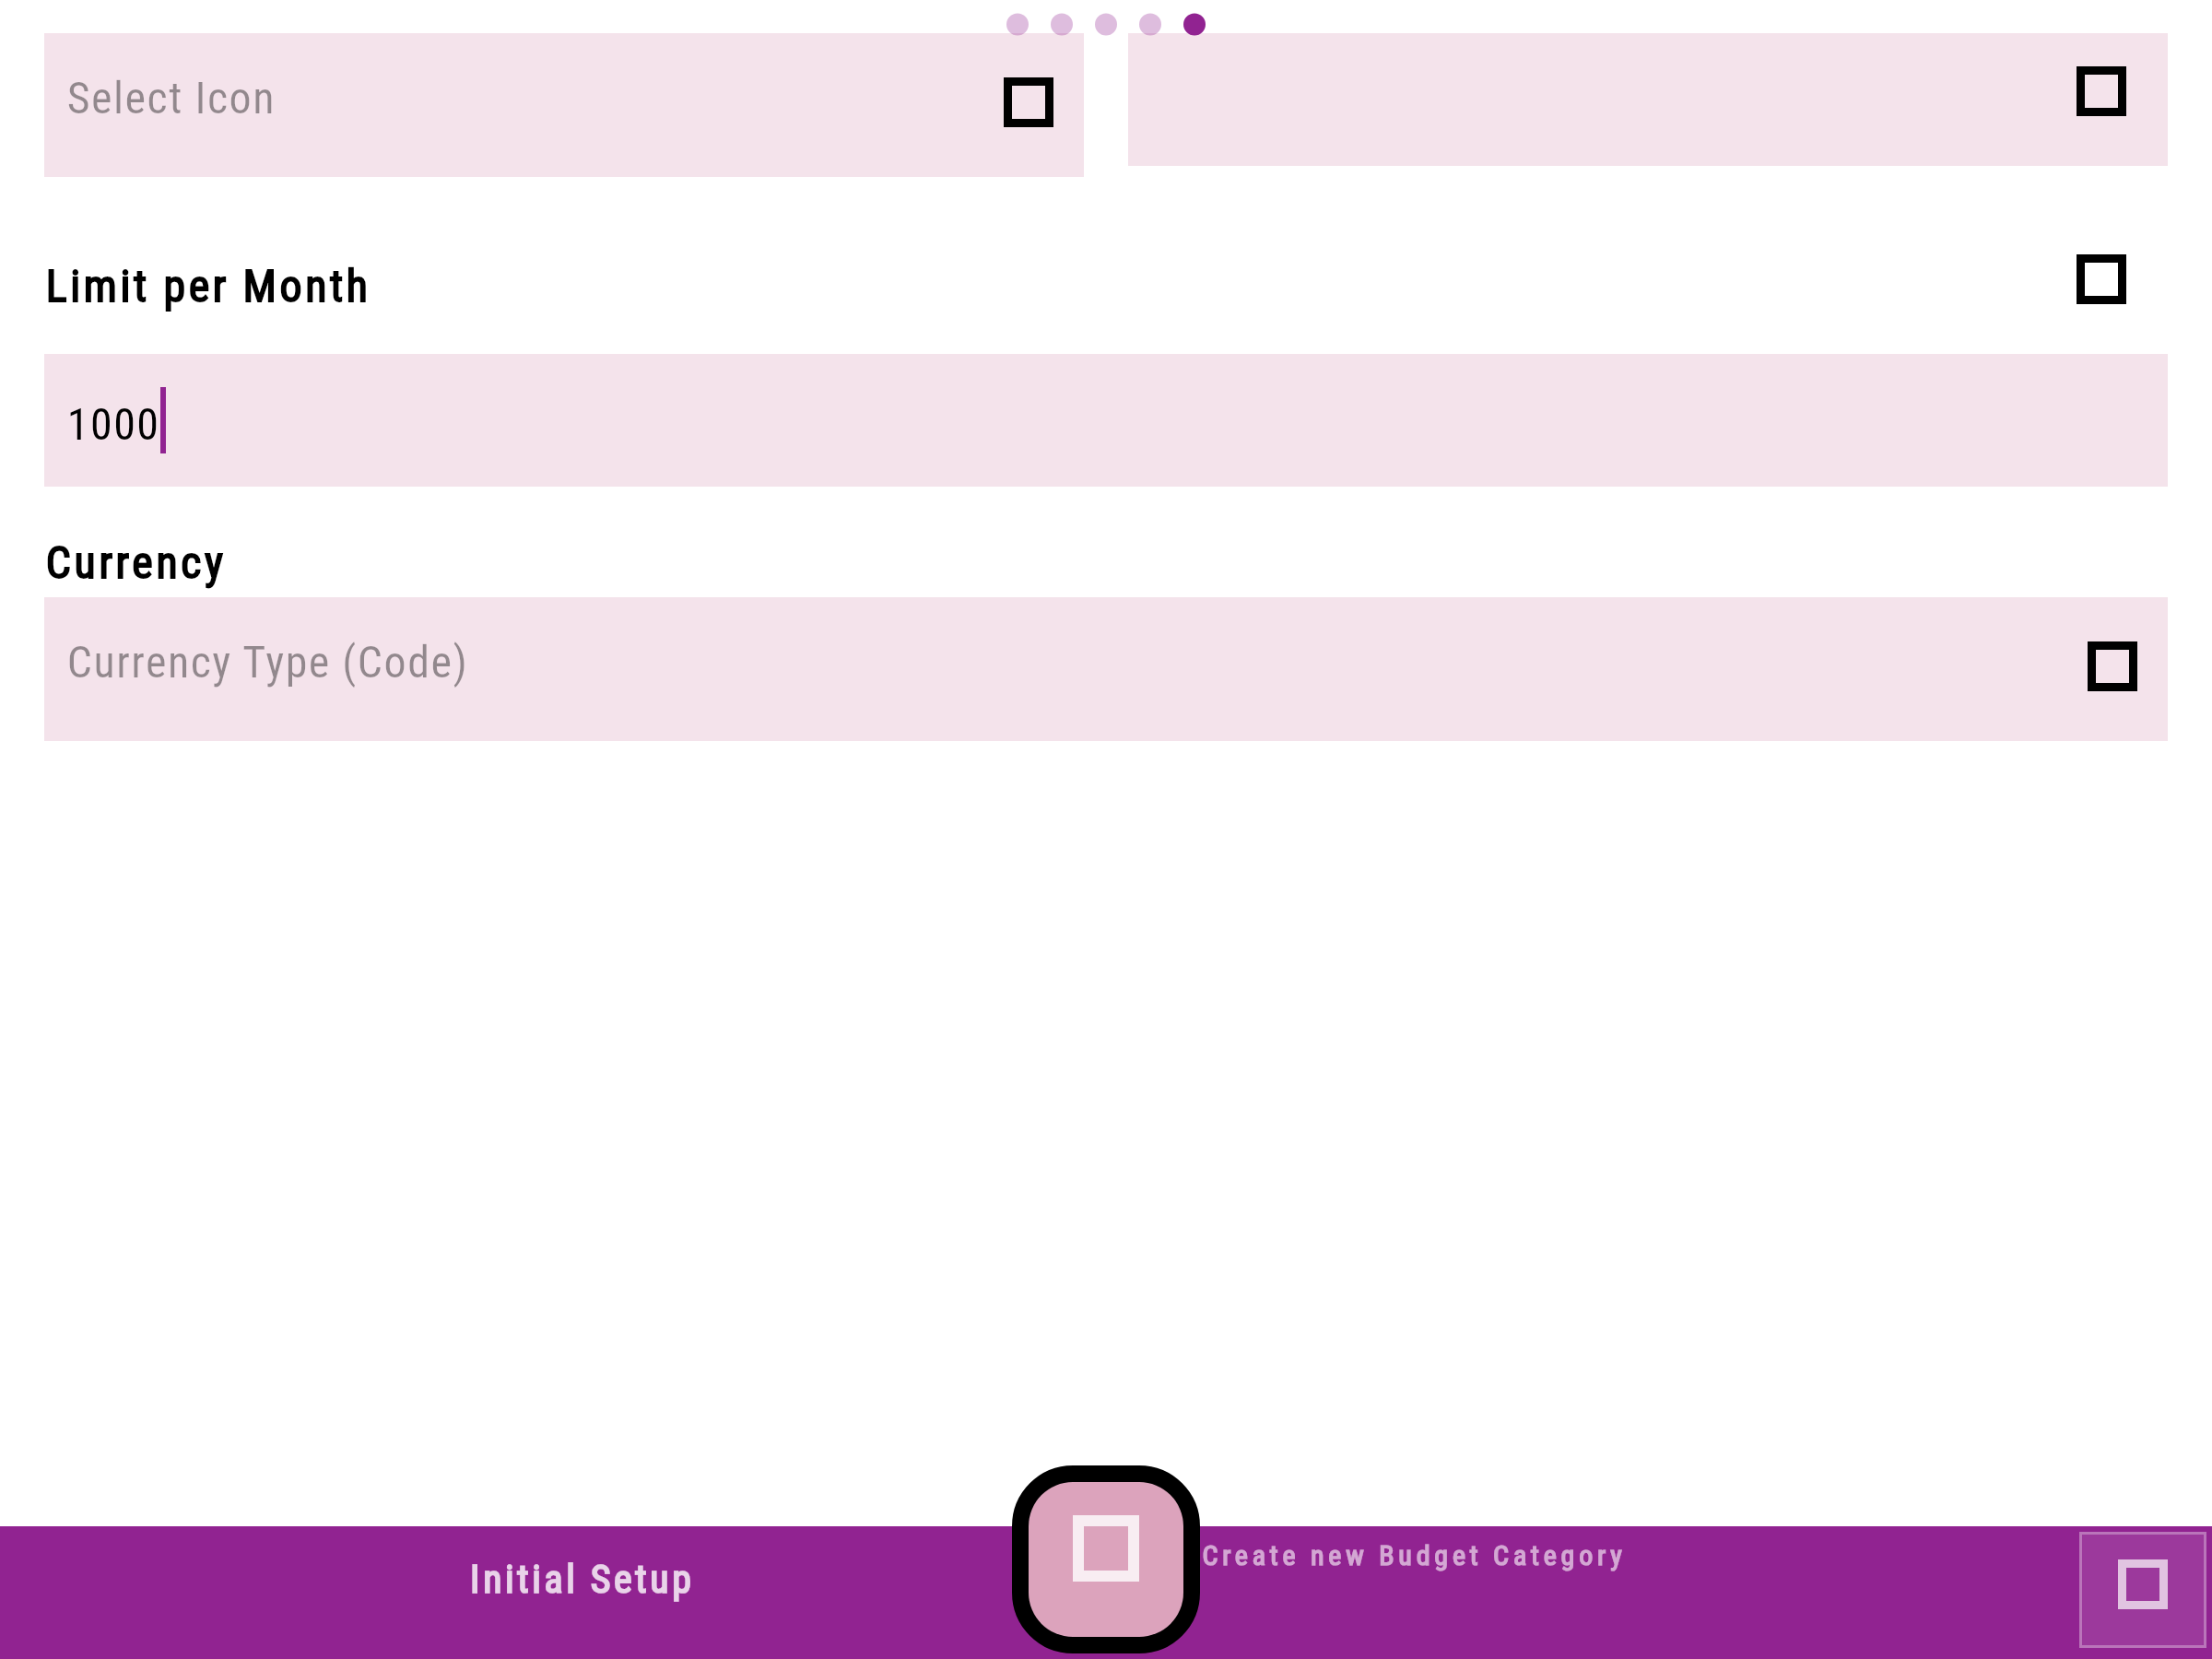 Select Icon
Limit per Month
1000
Currency
Currency Type (Code)
Initial Setup
Create new Budget Category